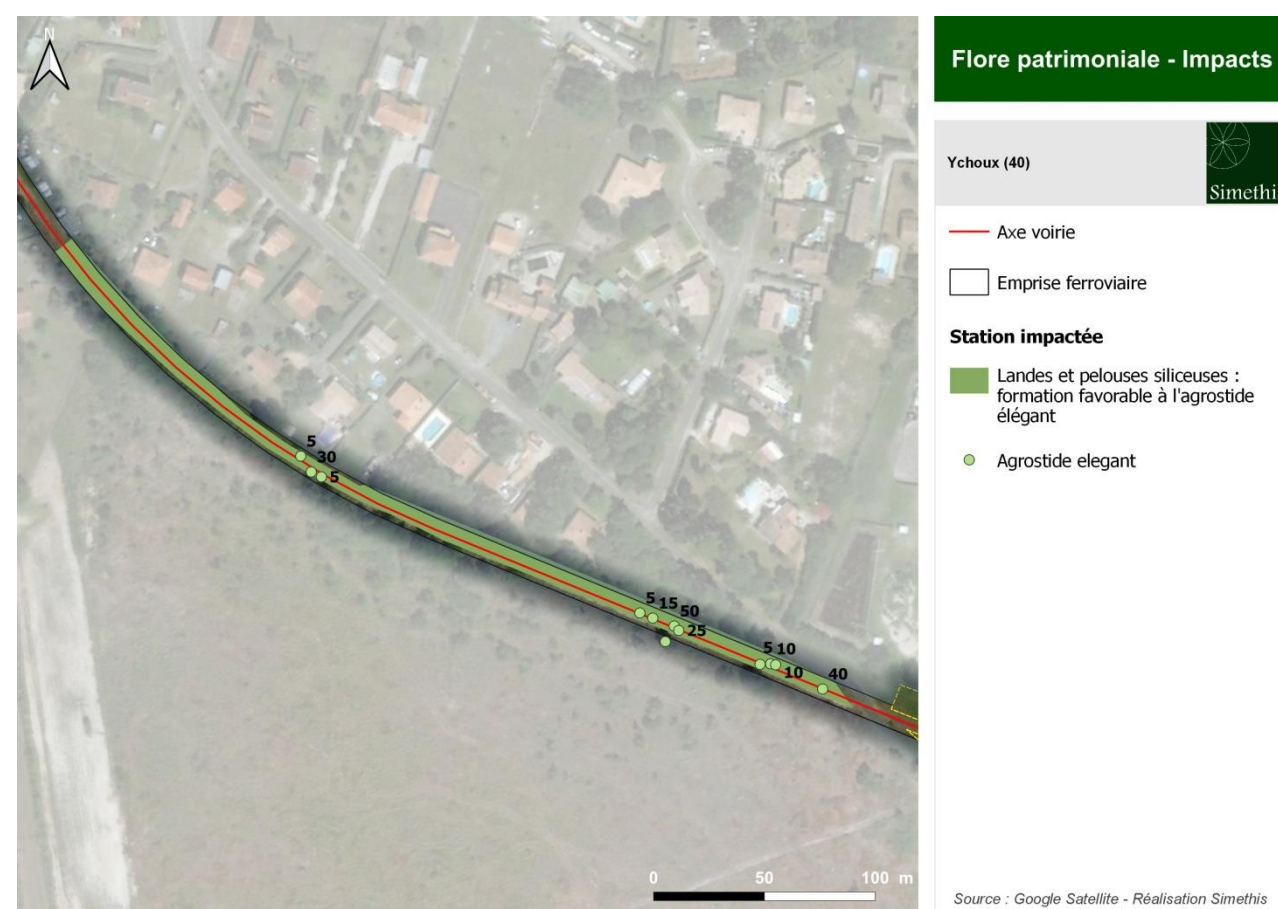 N
5
30
5
5 15
50
25
5 10
10
40
0 50 100 m
Flore patrimoniale - Impacts
Ychoux (40)
Simethi
Axe voirie
Emprise ferroviaire
Station impactée
Landes et pelouses siliceuses :
formation favorable à l'agrostide
élégant
Agrostide elegant
Source : Google Satellite - Réalisation Simethis